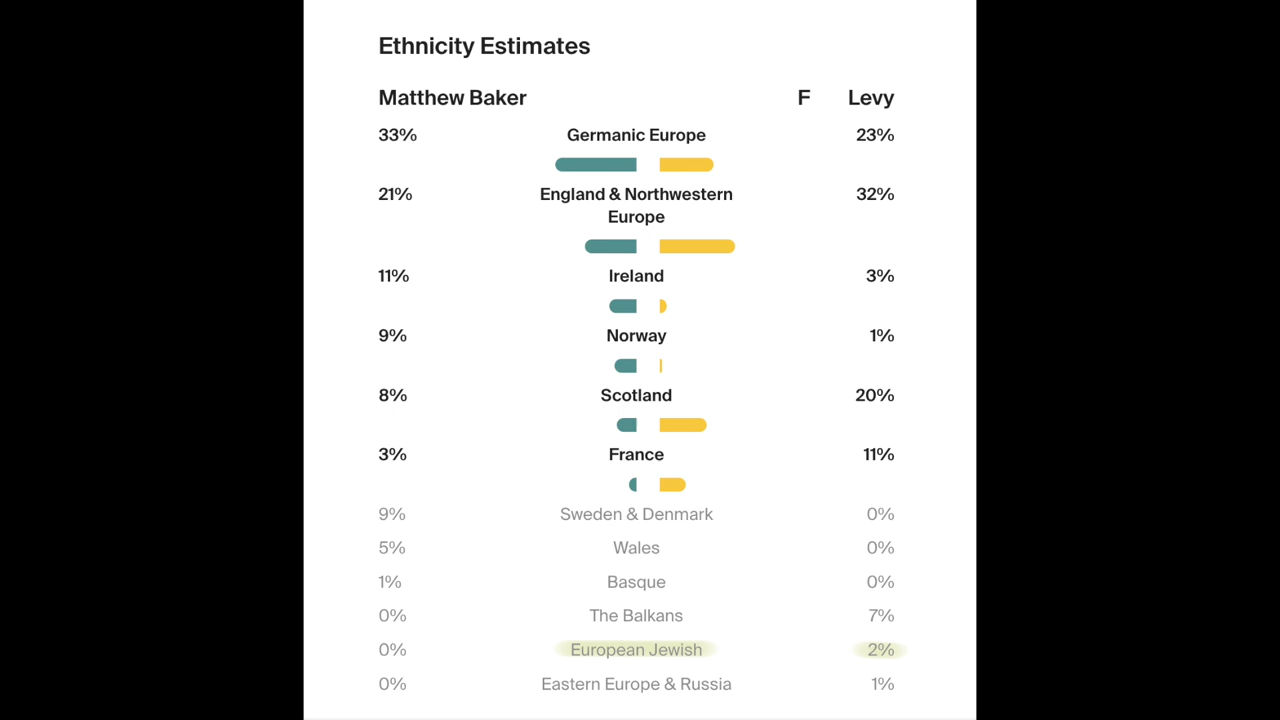 Ethnicity Estimates
Matthew Baker F Levy
33% Germanic Europe 23%
21% England & Northwestern 32%
Europe
11% Ireland 3%
9% Norway 1%
8% Scotland 20%
3% France 11%
9% Sweden & Denmark 0%
5% Wales 0%
1% Basque 0%
0% The Balkans 7%
0% European Jewish 2%
0% Eastern Europe & Russia 1%